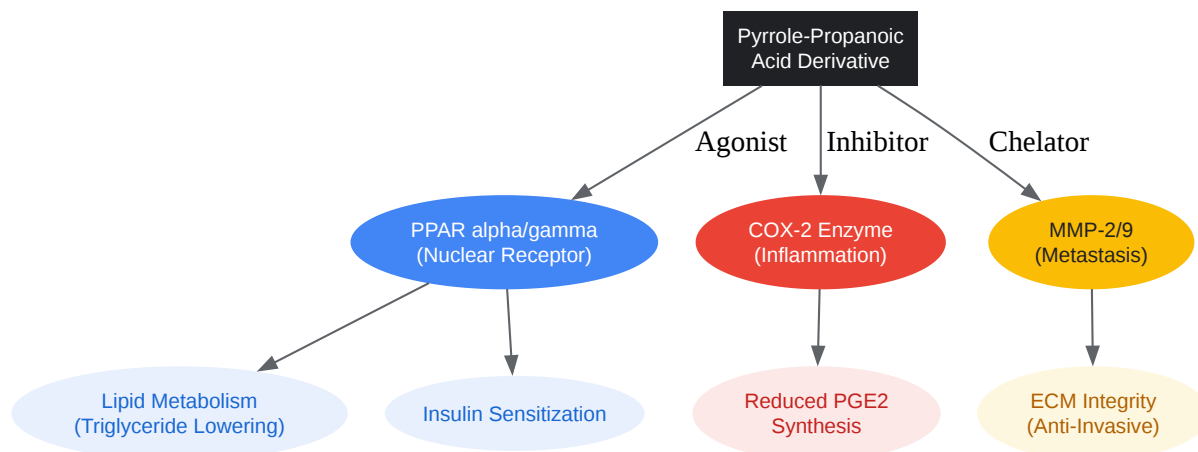 Pyrrole-Propanoic
Acid Derivative
Agonist
Inhibitor
Chelator
PPAR alpha/gamma
(Nuclear Receptor)
COX-2 Enzyme
(Inflammation)
MMP-2/9
(Metastasis)
Lipid Metabolism
(Triglyceride Lowering)
Insulin Sensitization
Reduced PGE2
Synthesis
ECM Integrity
(Anti-Invasive)